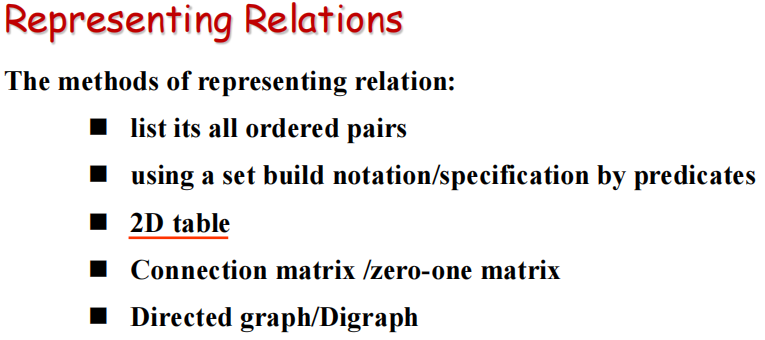 Representing Relations
The methods of representing relation:
■ list its all ordered pairs
■ using a set build notation/specification by predicates
■ 2D table
■ Connection matrix /zero-one matrix
■ Directed graph/Digraph